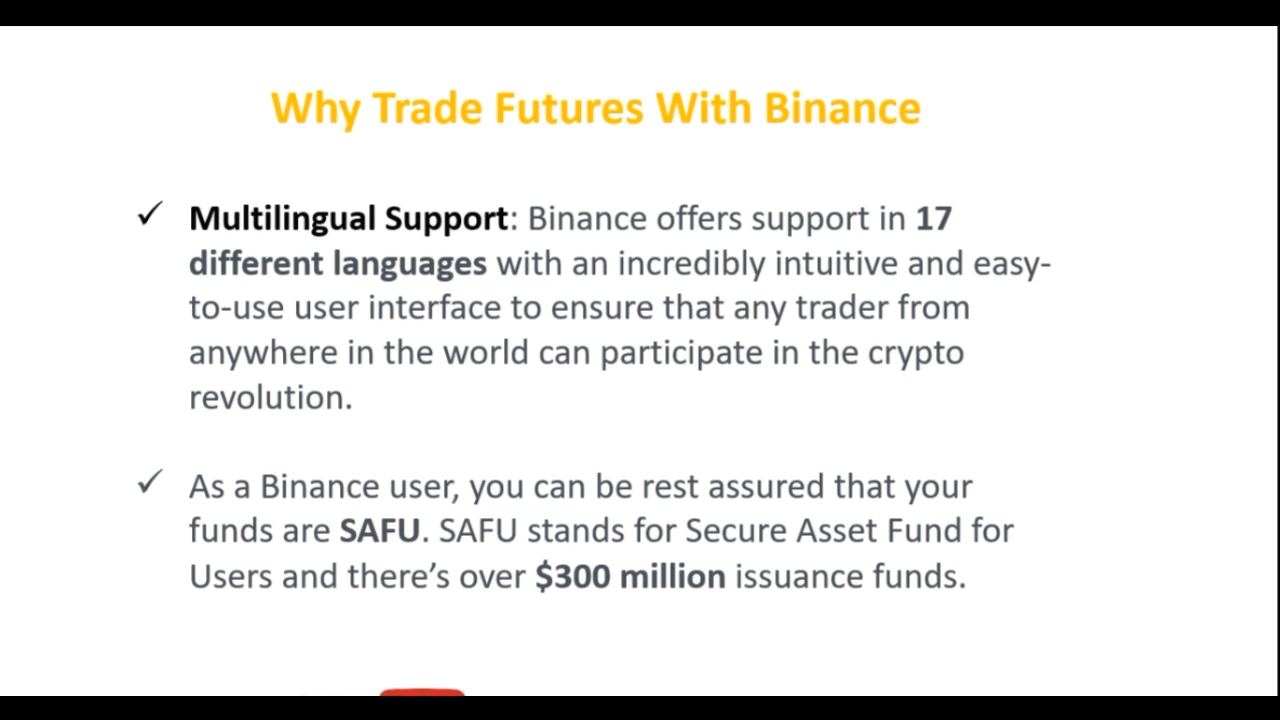 Why Trade Futures With Binance
✓ Multilingual Support: Binance offers support in 17
different languages with an incredibly intuitive and easy-
to-use user interface to ensure that any trader from
anywhere in the world can participate in the crypto
revolution.
✓ As a Binance user, you can be rest assured that your
funds are SAFU. SAFU stands for Secure Asset Fund for
Users and there’s over $300 million issuance funds.